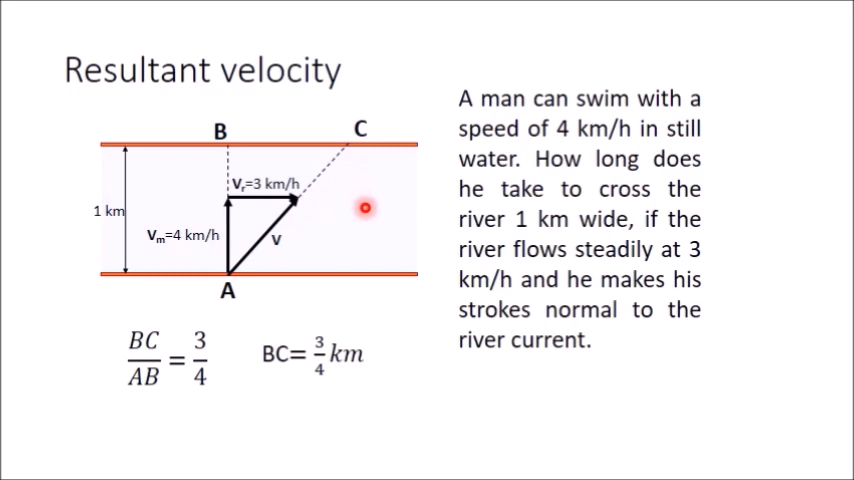 Resultant velocity
B
C
Vr=3 km/h
1 km
Vm=4 km/h
V
A
BC/AB = 3/4
BC= 3/4 km
A man can swim with a
speed of 4 km/h in still
water. How long does
he take to cross the
river 1 km wide, if the
river flows steadily at 3
km/h and he makes his
strokes normal to the
river current.